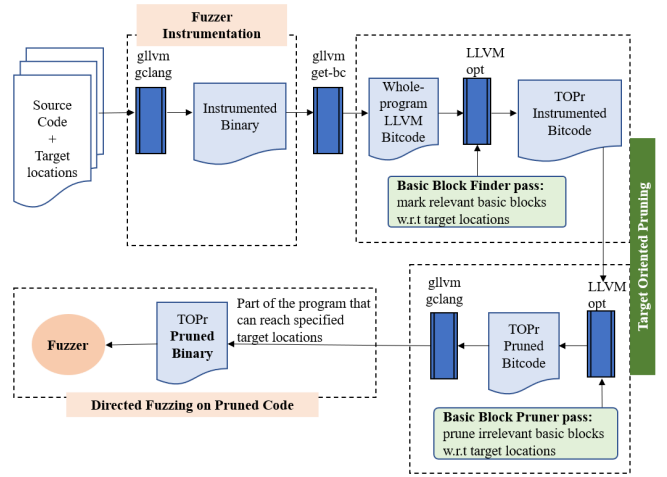 Fuzzer
Instrumentation
gllvm
gclang
gllvm
get-bc
LLVM
opt
Source
Code
+
Target
locations
Instrumented
Binary
Whole-
program
LLVM
Bitcode
TOPr
Instrumented
Bitcode
Basic Block Finder pass:
mark relevant basic blocks
w.r.t target locations
Target Oriented Pruning
gllvm
gclang
LLVM
opt
Part of the program that
can reach specified
target locations
TOPr
Pruned
Binary
Fuzzer
TOPr
Pruned
Bitcode
Directed Fuzzing on Pruned Code
Basic Block Pruner pass:
prune irrelevant basic blocks
w.r.t target locations